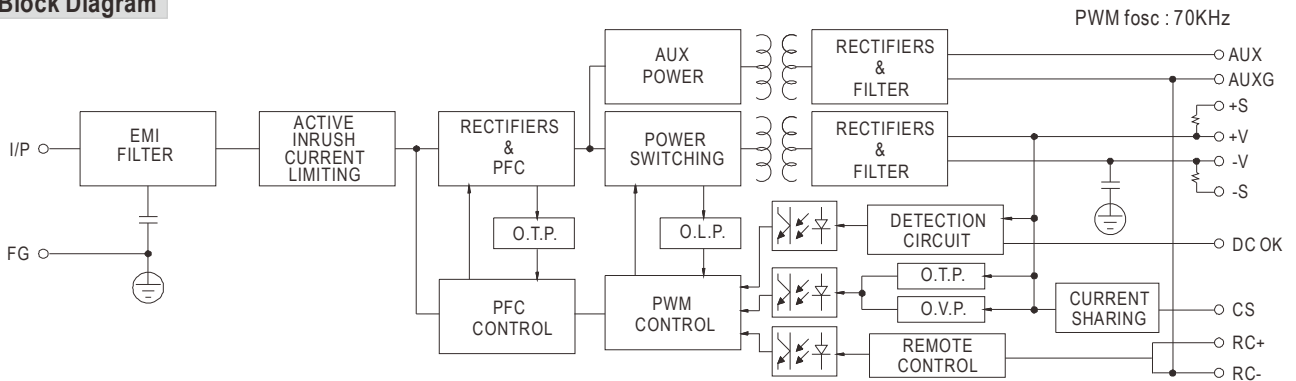 Block Diagram
PWM fosc : 70KHz
I/P
FG
EMI
FILTER
ACTIVE
INRUSH
CURRENT
LIMITING
RECTIFIERS
&
PFC
O.T.P.
PFC
CONTROL
AUX
POWER
POWER
SWITCHING
O.L.P.
PWM
CONTROL
RECTIFIERS
&
FILTER
RECTIFIERS
&
FILTER
DETECTION
CIRCUIT
O.T.P.
O.V.P.
REMOTE
CONTROL
CURRENT
SHARING
AUX
AUXG
+S
+V
-V
-S
DC OK
CS
RC+
RC-